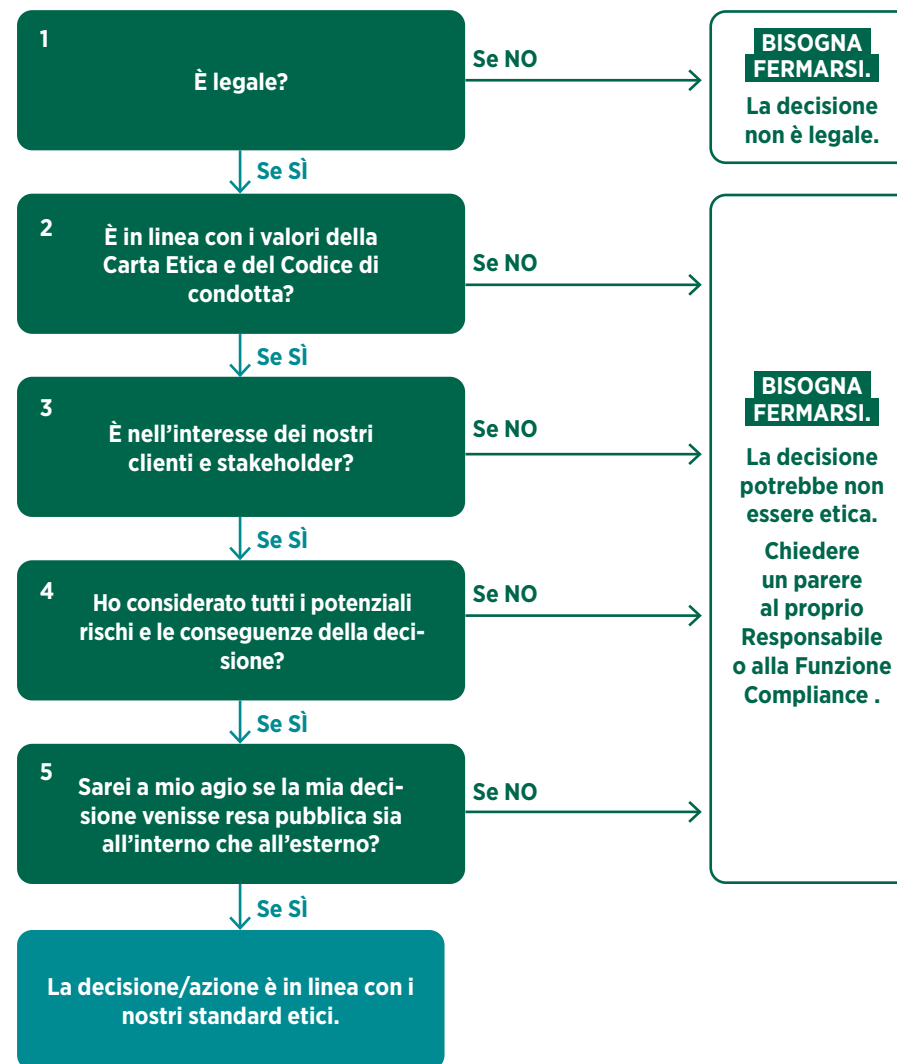 1
È legale?
Se NO
BISOGNA
FERMARSI.
La decisione
non è legale.
Se SÌ
2
È in linea con i valori della
Carta Etica e del Codice di
condotta?
Se NO
Se SÌ
3
È nell’interesse dei nostri
clienti e stakeholder?
Se NO
BISOGNA
FERMARSI.
La decisione
potrebbe non
essere etica.
Chiedere
un parere
al proprio
Responsabile
o alla Funzione
Compliance .
Se SÌ
4
Ho considerato tutti i potenziali
rischi e le conseguenze della deci-
sione?
Se NO
Se SÌ
5
Sarei a mio agio se la mia deci-
sione venisse resa pubblica sia
all’interno che all’esterno?
Se NO
Se SÌ
La decisione/azione è in linea con i
nostri standard etici.